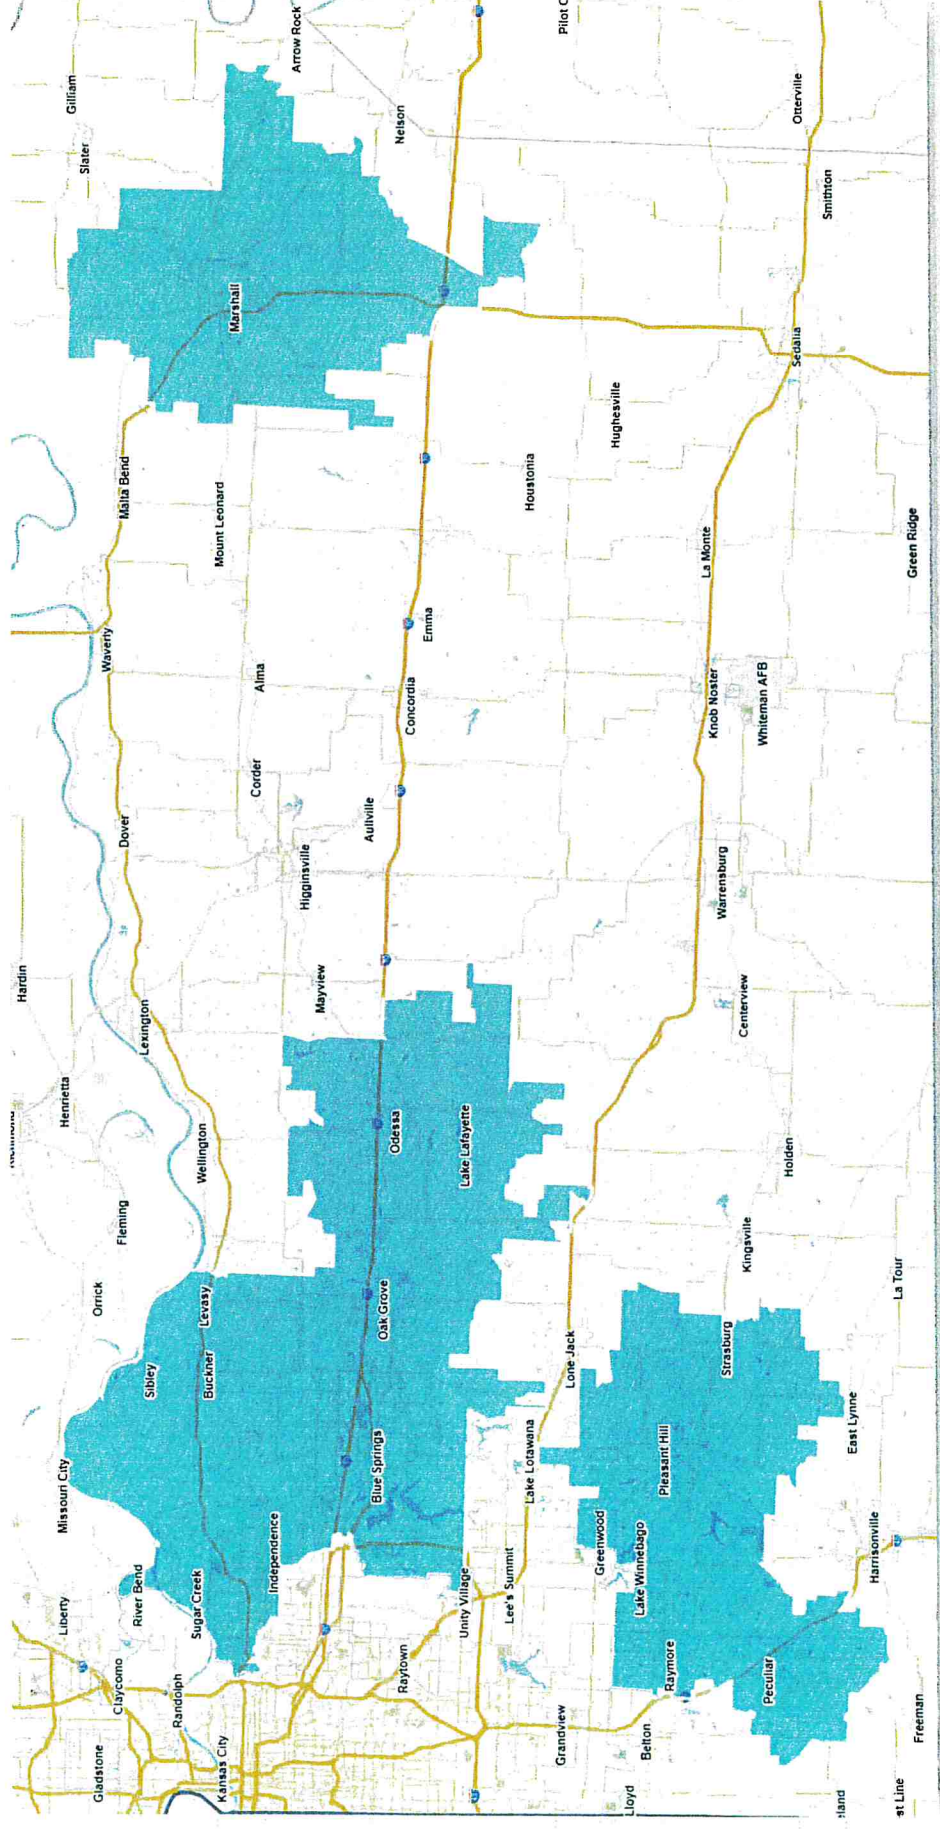 Gilliam
Slater
Arrow Rock
Nelson
Pilot
Otterville
Smithton
Marshall
Sedalia
Malta Bend
Mount Leonard
Hughesville
Houstonia
La Monte
Green Ridge
Waverly
Alma
Emma
Concordia
Knob Noster
Whiteman AFB
Dover
Corder
Aullville
Higginsville
Warrensburg
Hardin
Mayview
Lexington
Centerview
Henrietta
Odessa
Lake Lafayette
Wellington
Holden
Fleming
Kingsville
Orrick
Levasy
Oak Grove
La Tour
Sibley
Buckner
Lone Jack
Strasburg
Missouri City
Blue Springs
Lake Lotawana
Pleasant Hill
East Lynne
Independence
Greenwood
Harrisonville
Liberty
River Bend
Sugar Creek
Unity Village
Lee's Summit
Lake Winnebago
Claycomo
Randolph
Raytown
Raymore
Peculiar
Gladstone
Kansas City
Grandview
Belton
Freeman
Lloyd
land
st Line